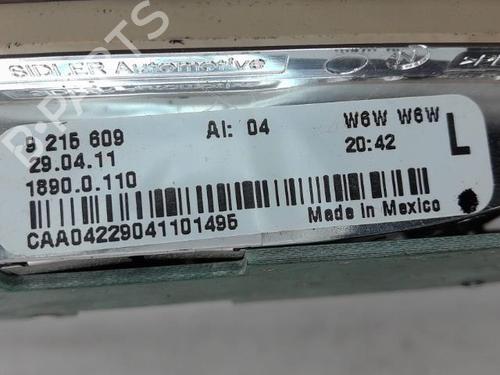 B-PARTS
SIDLER Automotive
9 215 609 AI: 04 W6W W6W
29.04.11 20:42 L
1890.0.110
CAA04229041101495 Made in Mexico